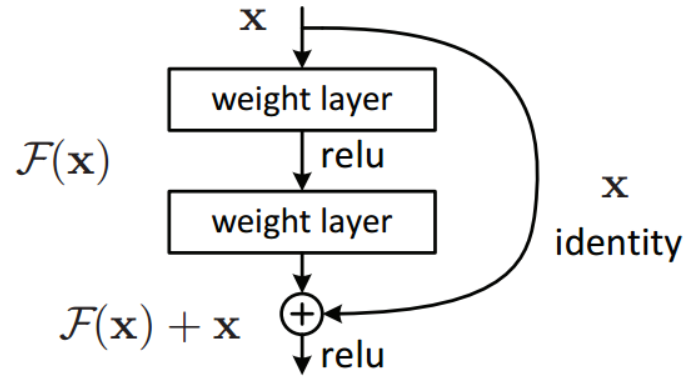 x
weight layer
relu
F(x)
weight layer
x
identity
+
F(x) + x
relu